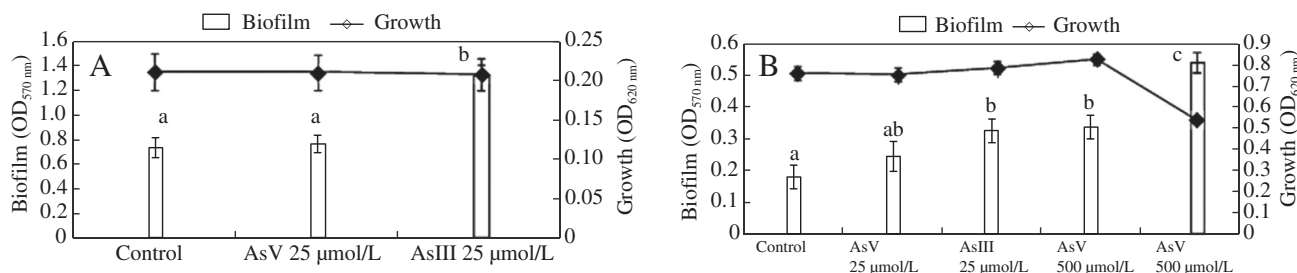 Biofilm Growth
A
Biofilm (OD570 nm)
1.6
1.4
1.2
1.0
0.8
0.6
0.4
0.2
0
a
a
b
0.25
0.20
0.15
0.10
0.05
0
Growth (OD620 nm)
Control AsV 25 μmol/L AsIII 25 μmol/L
Biofilm Growth
B
Biofilm (OD570 nm)
0.6
0.5
0.4
0.3
0.2
0.1
0
a
ab
b
b
c
0.9
0.8
0.7
0.6
0.5
0.4
0.3
0.2
0.1
0
Growth (OD620 nm)
Control AsV AsIII AsV AsV
25 μmol/L 25 μmol/L 500 μmol/L 500 μmol/L